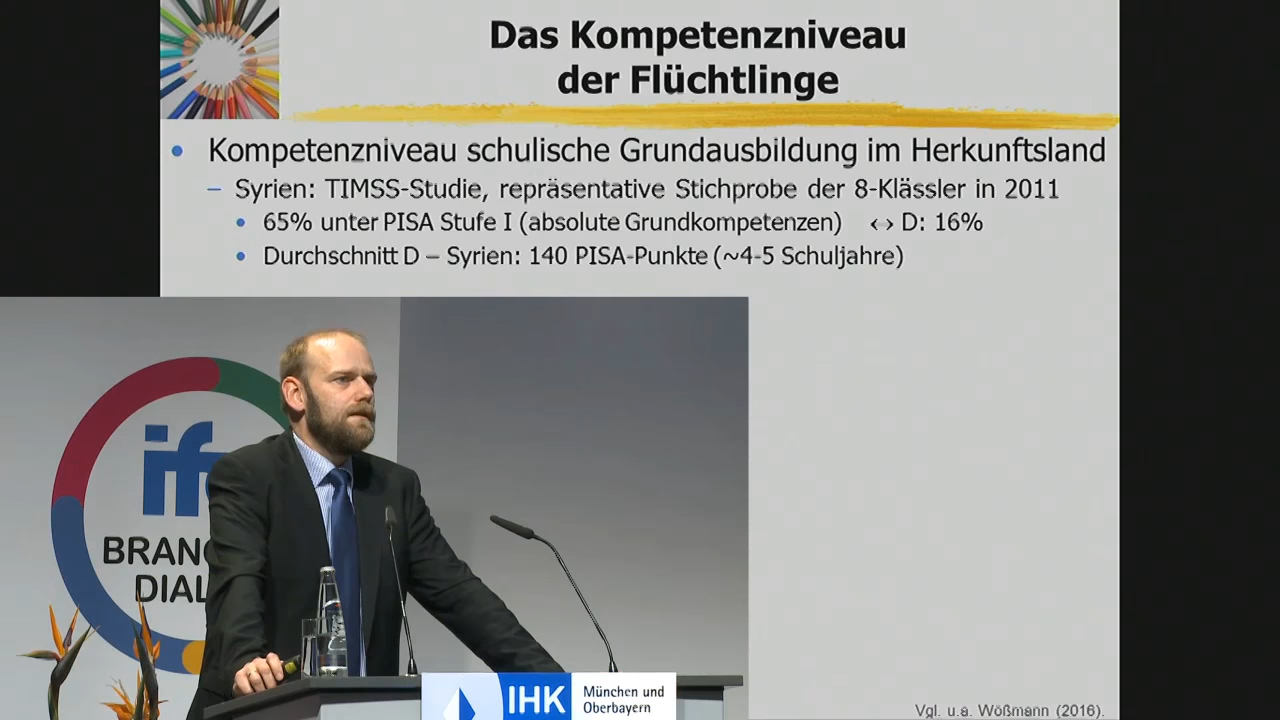 Das Kompetenzniveau
der Flüchtlinge
Kompetenzniveau schulische Grundausbildung im Herkunftsland
– Syrien: TIMSS-Studie, repräsentative Stichprobe der 8-Klässler in 2011
65% unter PISA Stufe I (absolute Grundkompetenzen) ↔ D: 16%
Durchschnitt D – Syrien: 140 PISA-Punkte (~4-5 Schuljahre)
if
BRAN
DIAL
IHK
München und
Oberbayern
Vgl. u.a. Wößmann (2016).